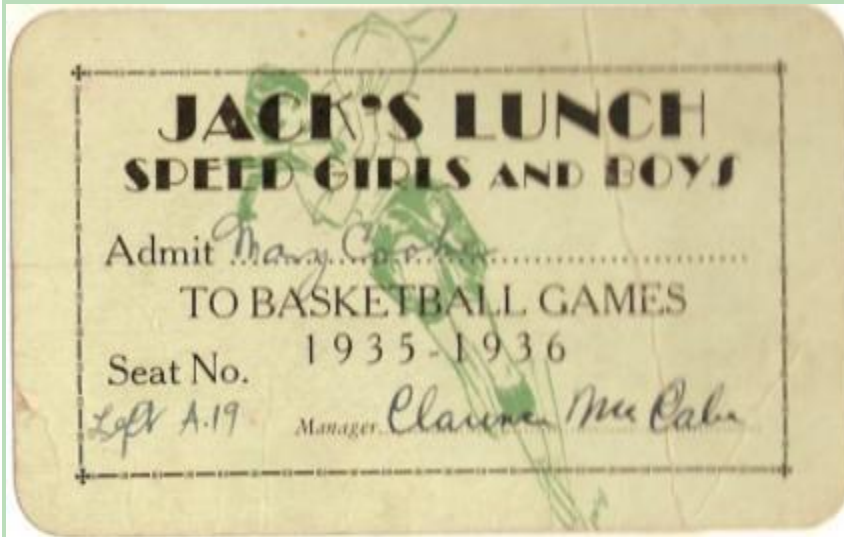 JACK'S LUNCH
SPEED GIRLS AND BOYS
Admit Mary
TO BASKETBALL GAMES
1935-1936
Seat No.
Left A.19
Manager Clarence McCabe